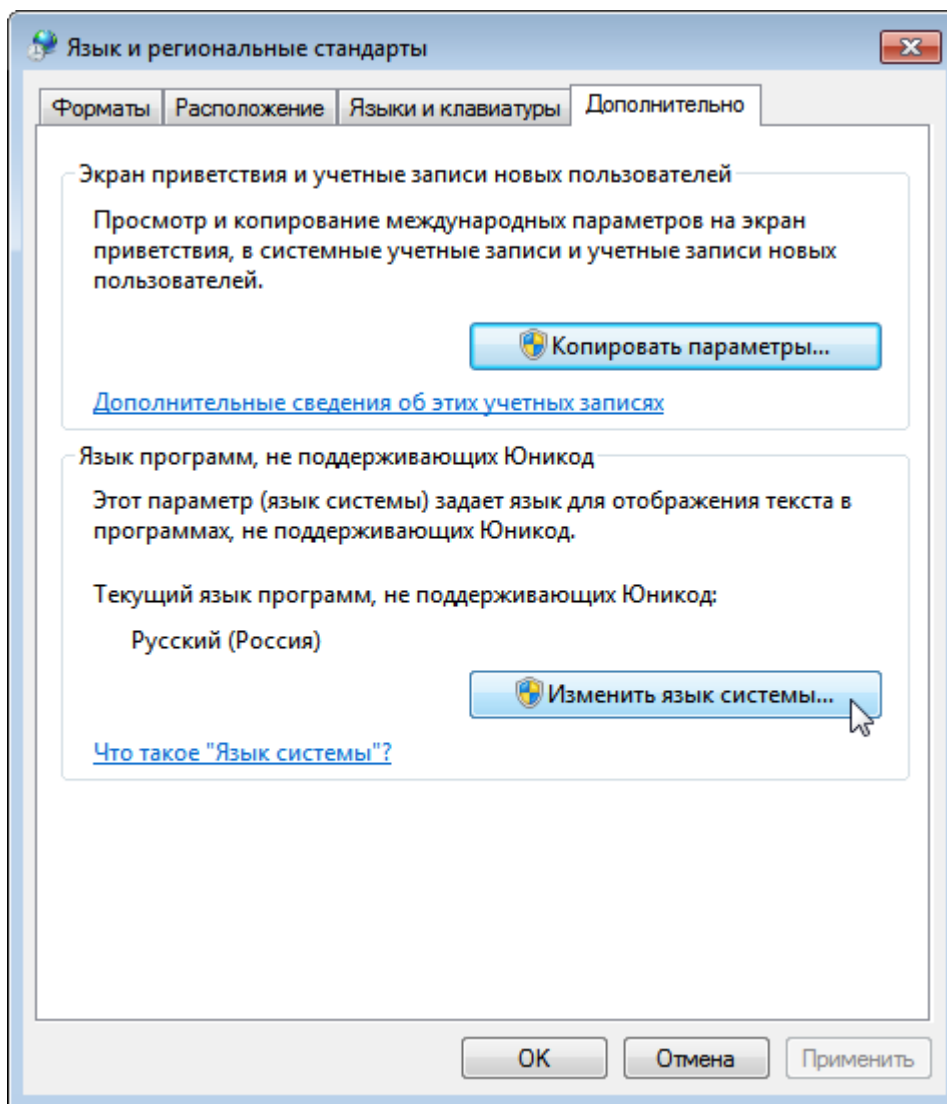 Язык и региональные стандарты
Форматы Расположение Языки и клавиатуры Дополнительно
Экран приветствия и учетные записи новых пользователей
Просмотр и копирование международных параметров на экран
приветствия, в системные учетные записи и учетные записи новых
пользователей.
Копировать параметры...
Дополнительные сведения об этих учетных записях
Язык программ, не поддерживающих Юникод
Этот параметр (язык системы) задает язык для отображения текста в
программах, не поддерживающих Юникод.
Текущий язык программ, не поддерживающих Юникод:
Русский (Россия)
Изменить язык системы...
Что такое "Язык системы"?
ОК Отмена Применить